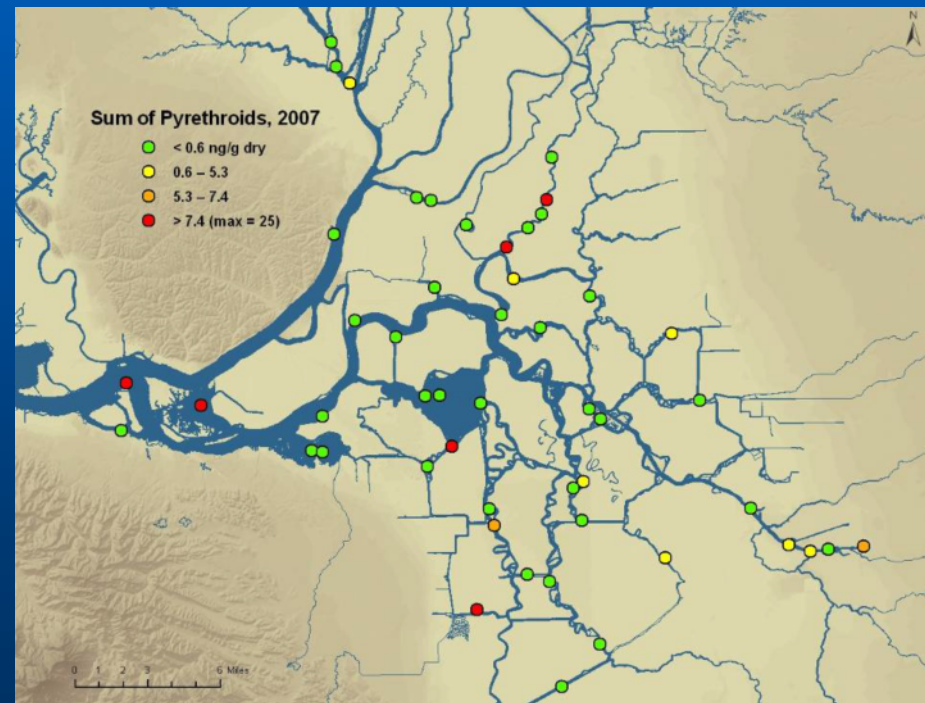 N
Sum of Pyrethroids, 2007
< 0.6 ng/g dry
0.6 – 5.3
5.3 – 7.4
> 7.4 (max = 25)
0 1 2 3 6 Miles